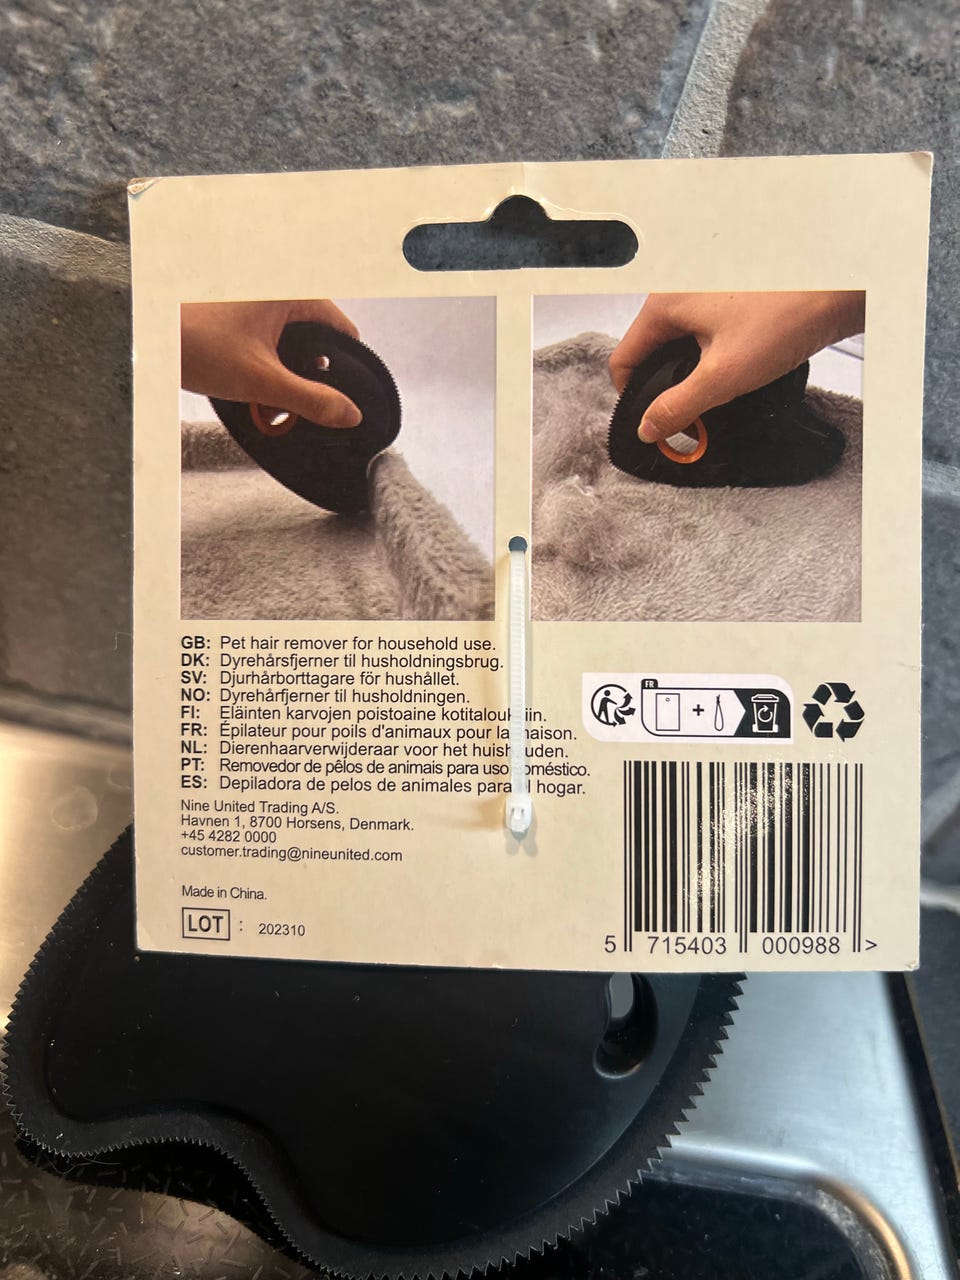 GB: Pet hair remover for household use.
DK: Dyrehårsfjerner til husholdningsbrug.
SV: Djurhårborttagare för hushållet.
NO: Dyrehårfjerner til husholdningen.
FI: Eläinten karvojen poistoaine
FR: Épilateur pour poils d'animaux pour la maison.
NL: Dierenhaarverwijderaar voor het
PT: Removedor de pêlos de animais para uso doméstico.
ES: Depiladora de pelos de animales para el hogar.
Nine United Trading A/S.
Havnen 1, 8700 Horsens, Denmark.
+45 4282 0000
customer.trading@nineunited.com
Made in China.
LOT : 202310
FR
+
5 715403 000988 >